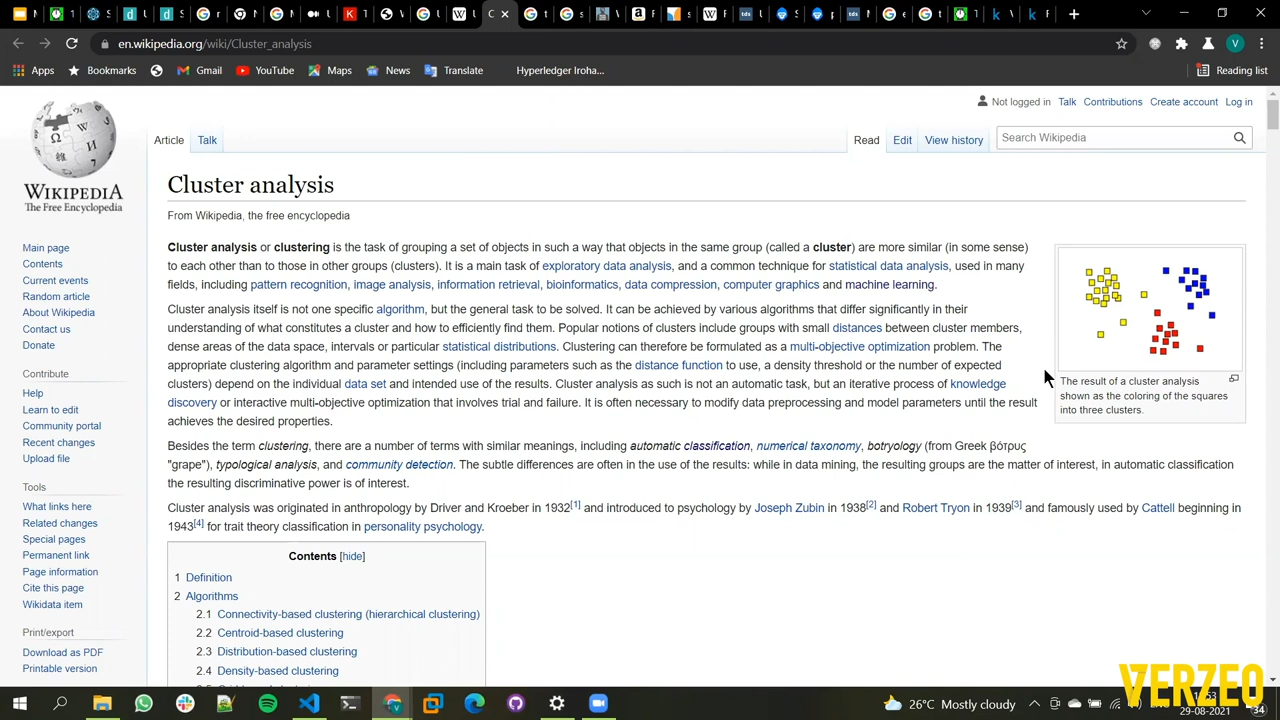 en.wikipedia.org/wiki/Cluster_analysis
Apps Bookmarks Gmail YouTube Maps News Translate Hyperledger Iroha... Reading list
Not logged in Talk Contributions Create account Log in
Article Talk Read Edit View history Search Wikipedia
WIKIPEDIA
The Free Encyclopedia
Main page
Contents
Current events
Random article
About Wikipedia
Contact us
Donate
Contribute
Help
Learn to edit
Community portal
Recent changes
Upload file
Tools
What links here
Related changes
Special pages
Permanent link
Page information
Cite this page
Wikidata item
Print/export
Download as PDF
Printable version
Cluster analysis
From Wikipedia, the free encyclopedia
Cluster analysis or clustering is the task of grouping a set of objects in such a way that objects in the same group (called a cluster) are more similar (in some sense)
to each other than to those in other groups (clusters). It is a main task of exploratory data analysis, and a common technique for statistical data analysis, used in many
fields, including pattern recognition, image analysis, information retrieval, bioinformatics, data compression, computer graphics and machine learning.
Cluster analysis itself is not one specific algorithm, but the general task to be solved. It can be achieved by various algorithms that differ significantly in their
understanding of what constitutes a cluster and how to efficiently find them. Popular notions of clusters include groups with small distances between cluster members,
dense areas of the data space, intervals or particular statistical distributions. Clustering can therefore be formulated as a multi-objective optimization problem. The
appropriate clustering algorithm and parameter settings (including parameters such as the distance function to use, a density threshold or the number of expected
clusters) depend on the individual data set and intended use of the results. Cluster analysis as such is not an automatic task, but an iterative process of knowledge
discovery or interactive multi-objective optimization that involves trial and failure. It is often necessary to modify data preprocessing and model parameters until the result
achieves the desired properties.
The result of a cluster analysis
shown as the coloring of the squares
into three clusters.
Besides the term clustering, there are a number of terms with similar meanings, including automatic classification, numerical taxonomy, botryology (from Greek βότρυς
"grape"), typological analysis, and community detection. The subtle differences are often in the use of the results: while in data mining, the resulting groups are the matter of interest, in automatic classification
the resulting discriminative power is of interest.
Cluster analysis was originated in anthropology by Driver and Kroeber in 1932[1] and introduced to psychology by Joseph Zubin in 1938[2] and Robert Tryon in 1939[3] and famously used by Cattell beginning in
1943[4] for trait theory classification in personality psychology.
Contents [hide]
1 Definition
2 Algorithms
2.1 Connectivity-based clustering (hierarchical clustering)
2.2 Centroid-based clustering
2.3 Distribution-based clustering
2.4 Density-based clustering
VERZEO
26°C Mostly cloudy
29-08-2021
34